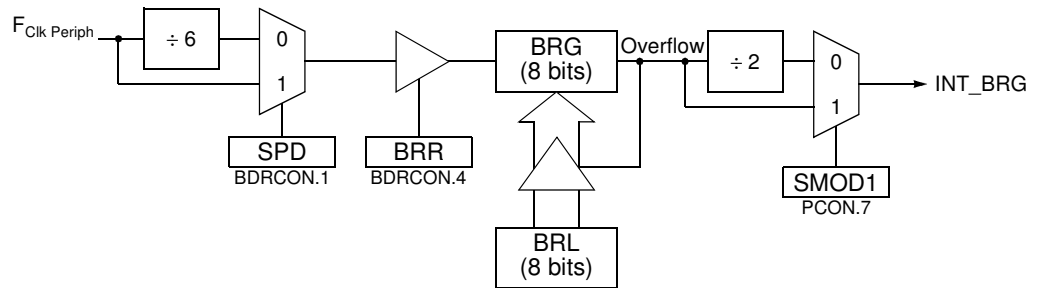 F Clk Periph
÷ 6
0
1
SPD
BDRCON.1
BRR
BDRCON.4
BRG
(8 bits)
Overflow
÷ 2
0
1
INT_BRG
SMOD1
PCON.7
BRL
(8 bits)